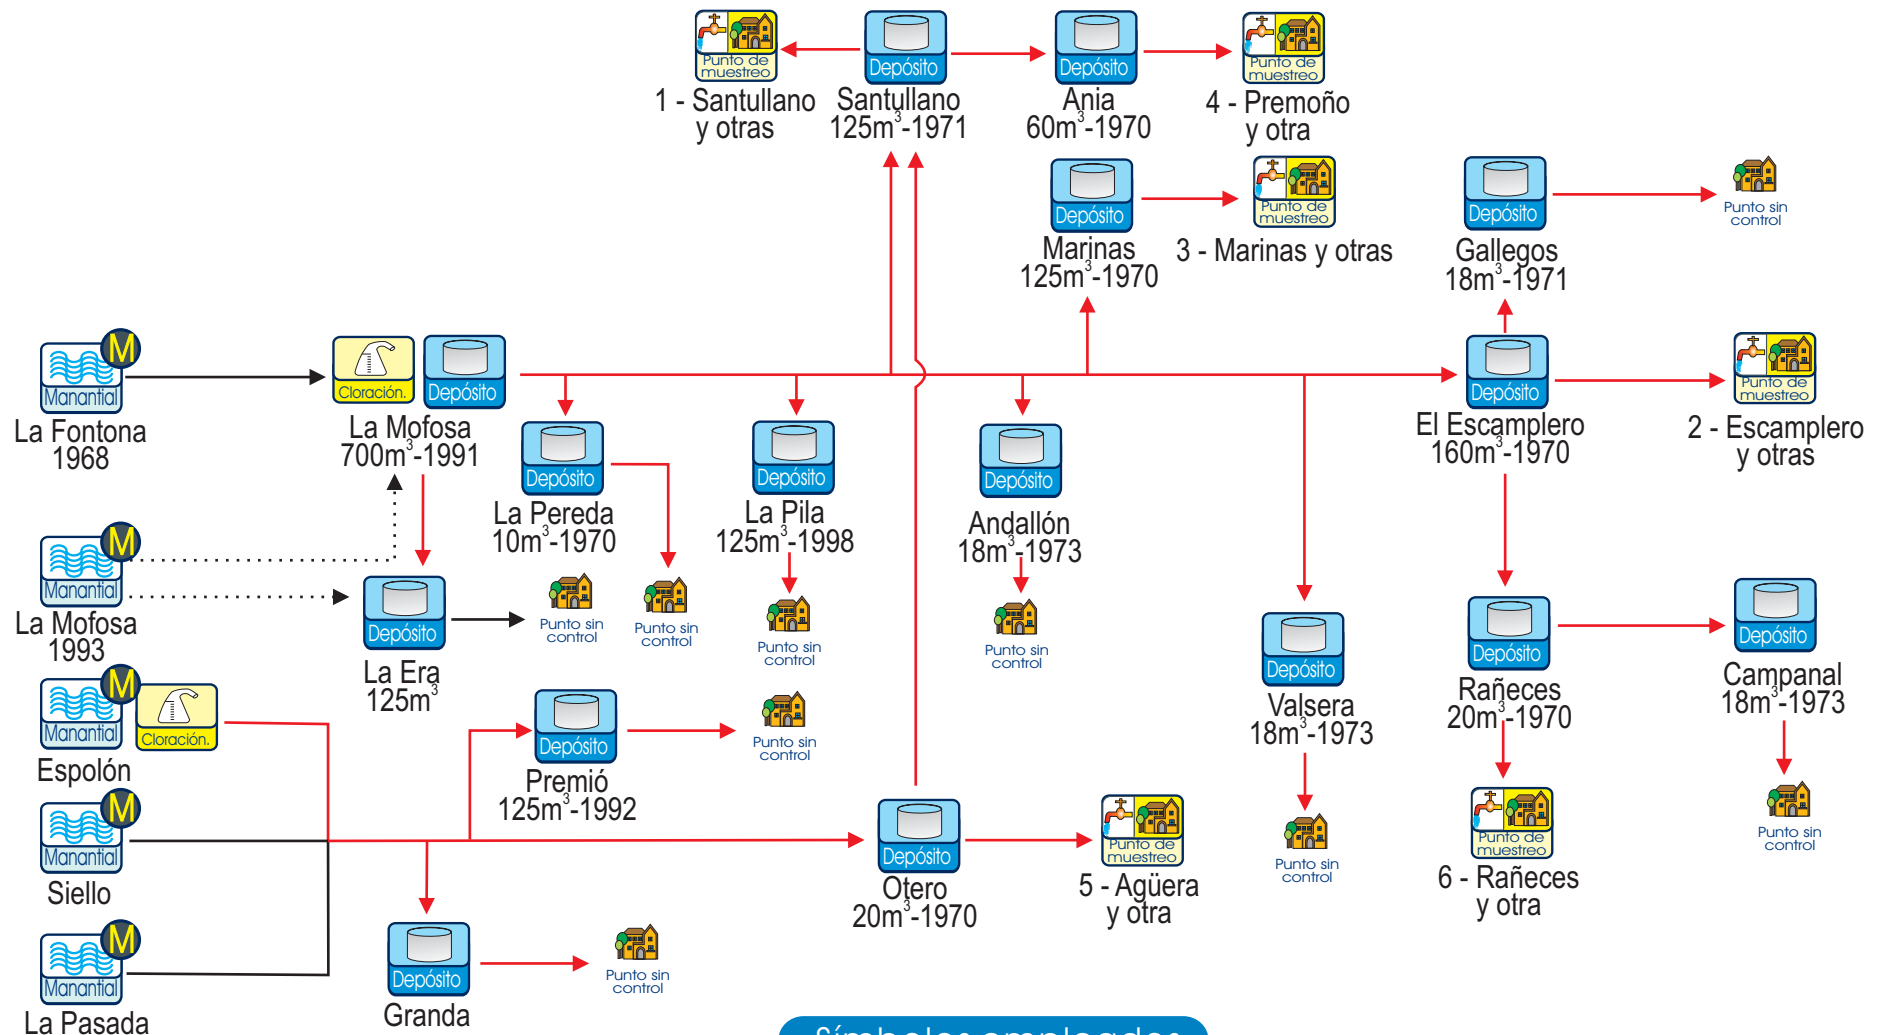 Punto de
muestreo
1 - Santullano
y otras
Depósito
Santullano
125m³-1971
Depósito
Ania
60m³-1970
Punto de
muestreo
4 - Premoño
y otra
Depósito
Marinas
125m³-1970
Punto de
muestreo
3 - Marinas y otras
Depósito
Gallegos
18m³-1971
Punto sin
control
M
Manantial
La Fontona
1968
Cloración.
Depósito
La Mofosa
700m³-1991
Depósito
La Pereda
10m³-1970
Punto sin
control
Depósito
La Pila
125m³-1998
Punto sin
control
Depósito
Andallón
18m³-1973
Punto sin
control
Depósito
El Escamplero
160m³-1970
Punto de
muestreo
2 - Escamplero
y otras
M
Manantial
La Mofosa
1993
Depósito
La Era
125m³
Punto sin
control
Depósito
Valsera
18m³-1973
Punto sin
control
Depósito
Rañeces
20m³-1970
Punto de
muestreo
6 - Rañeces
y otra
Depósito
Campanal
18m³-1973
Punto sin
control
M
Manantial
Cloración.
Espolón
Depósito
Premió
125m³-1992
Punto sin
control
M
Manantial
Siello
Depósito
Otero
20m³-1970
Punto de
muestreo
5 - Agüera
y otra
M
Manantial
La Pasada
Depósito
Granda
Punto sin
control
Símbolos empleados